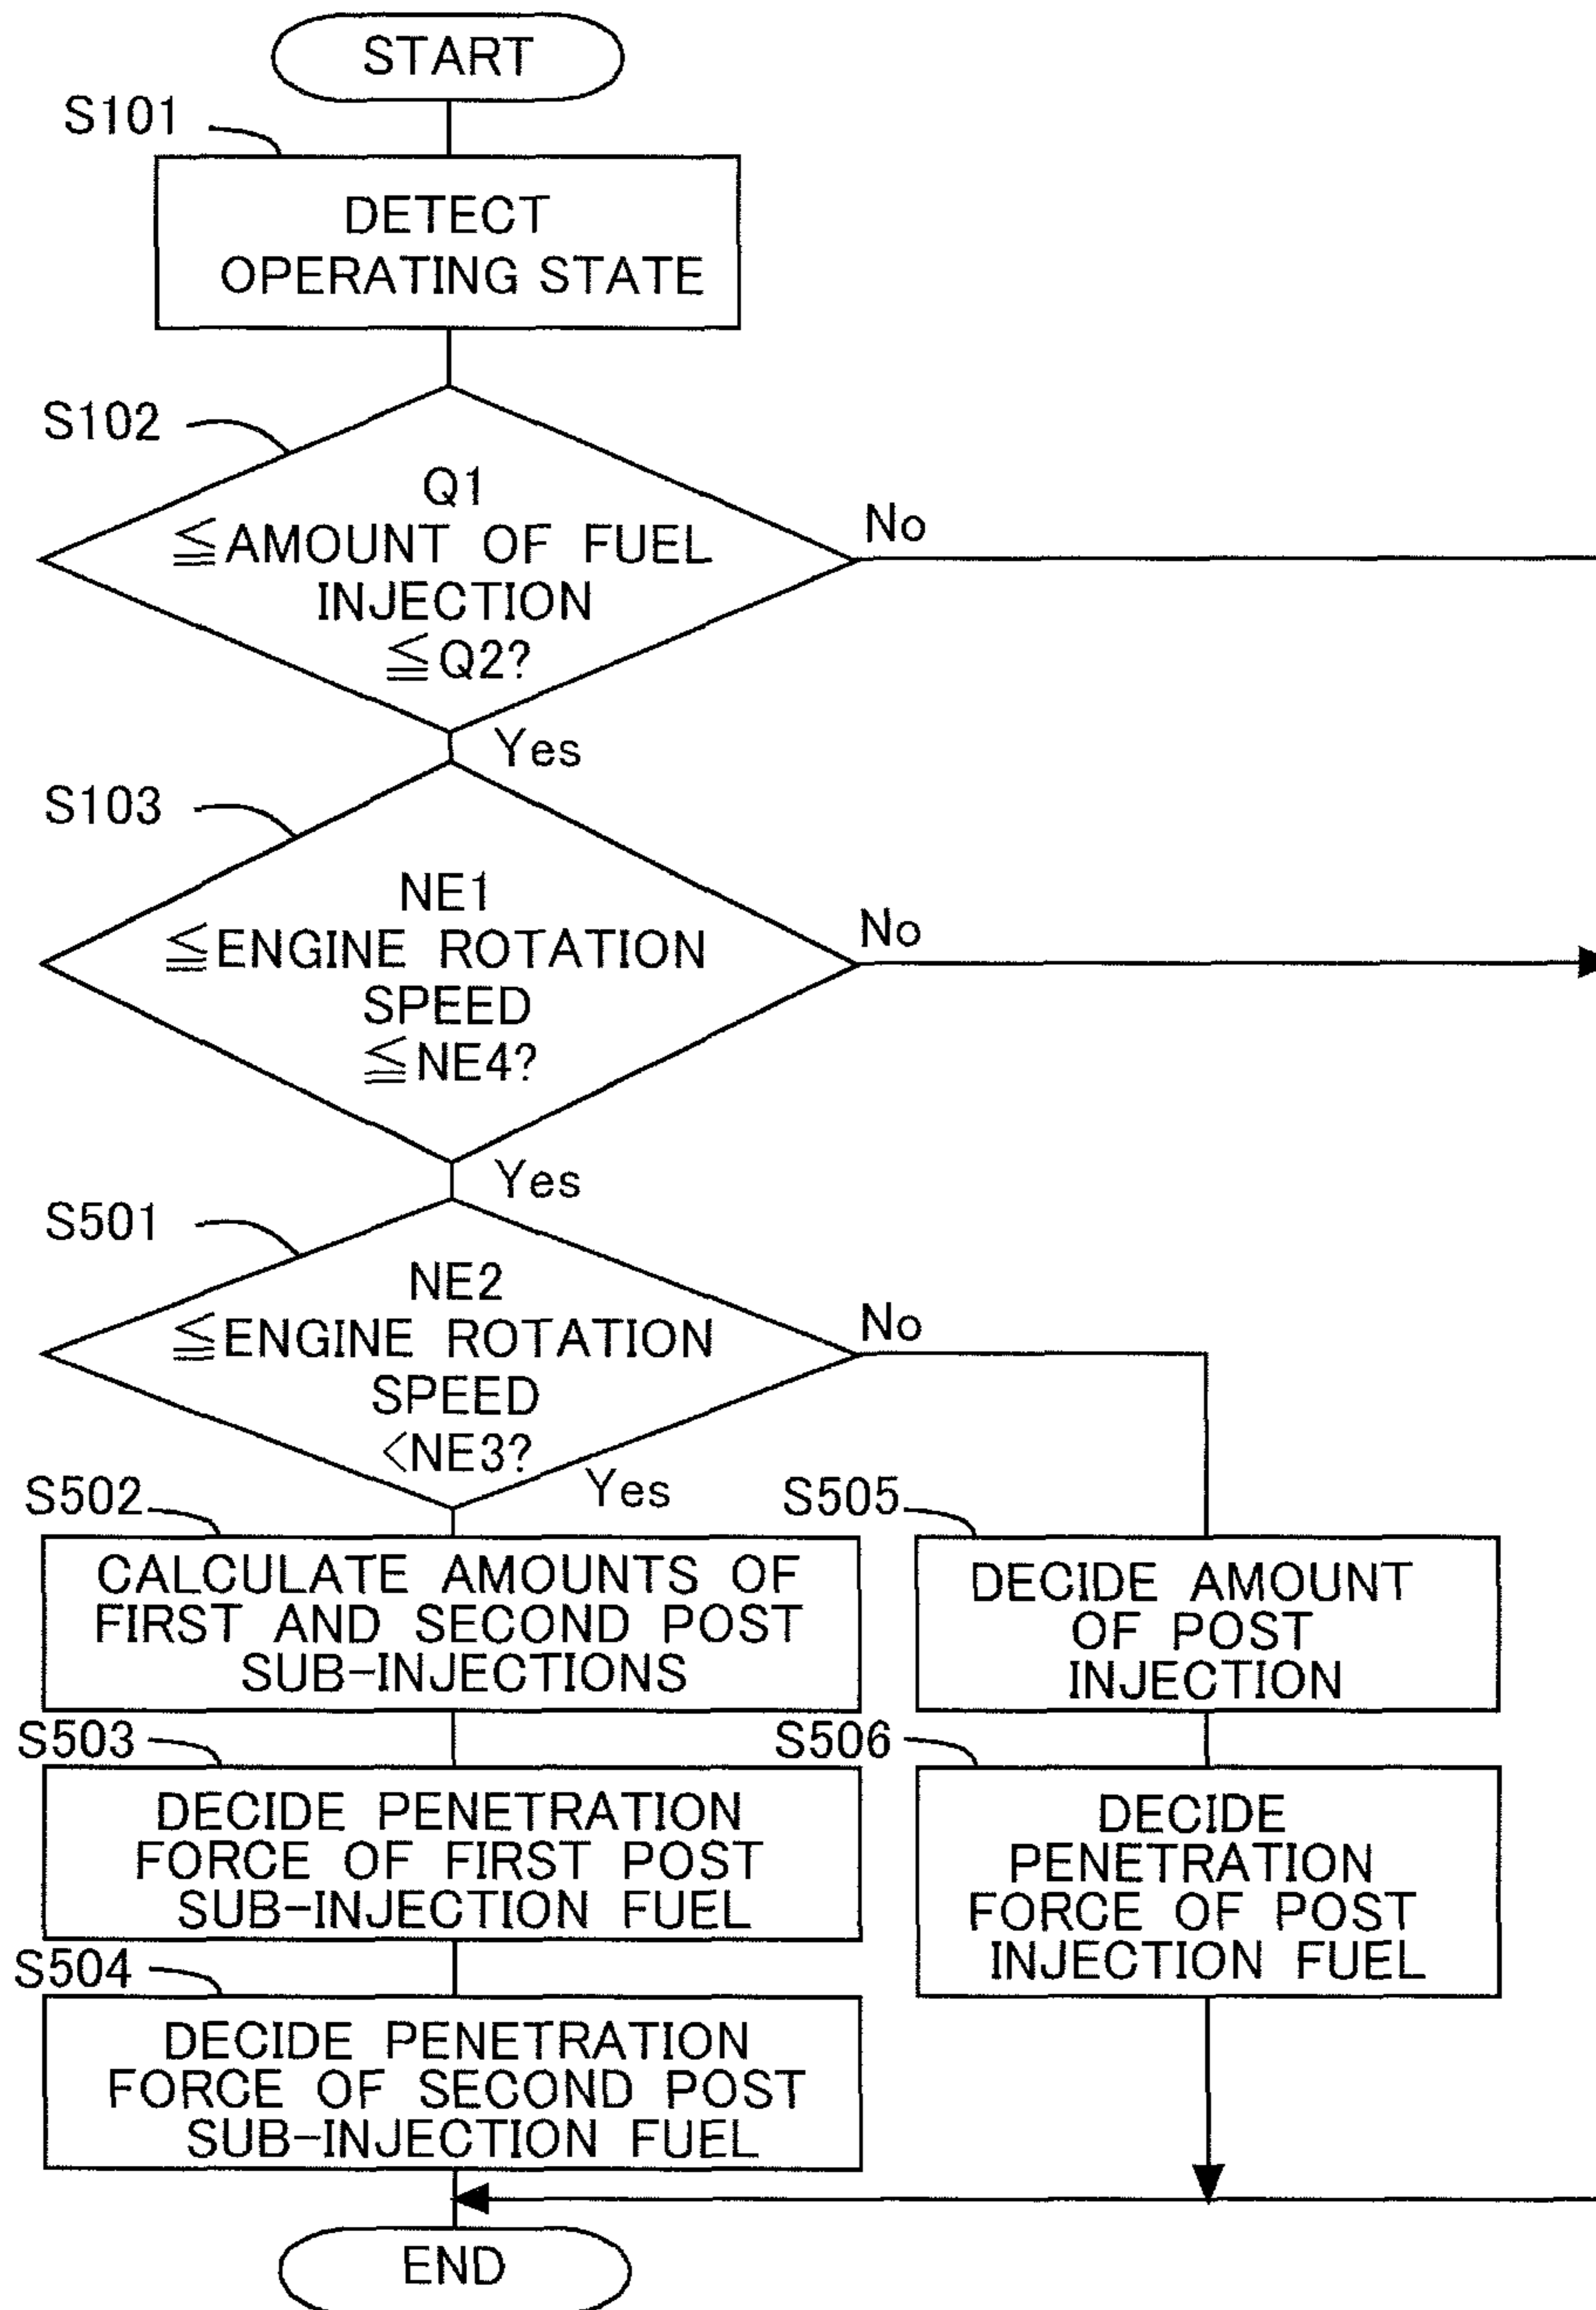 START
S101
DETECT
OPERATING STATE
S102
Q1
≦AMOUNT OF FUEL
INJECTION
≦Q2?
No
Yes
S103
NE1
≦ENGINE ROTATION
SPEED
≦NE4?
No
Yes
S501
NE2
≦ENGINE ROTATION
SPEED
<NE3?
No
Yes
S502
CALCULATE AMOUNTS OF
FIRST AND SECOND POST
SUB-INJECTIONS
S505
DECIDE AMOUNT
OF POST
INJECTION
S503
DECIDE PENETRATION
FORCE OF FIRST POST
SUB-INJECTION FUEL
S506
DECIDE
PENETRATION
FORCE OF POST
INJECTION FUEL
S504
DECIDE PENETRATION
FORCE OF SECOND POST
SUB-INJECTION FUEL
END